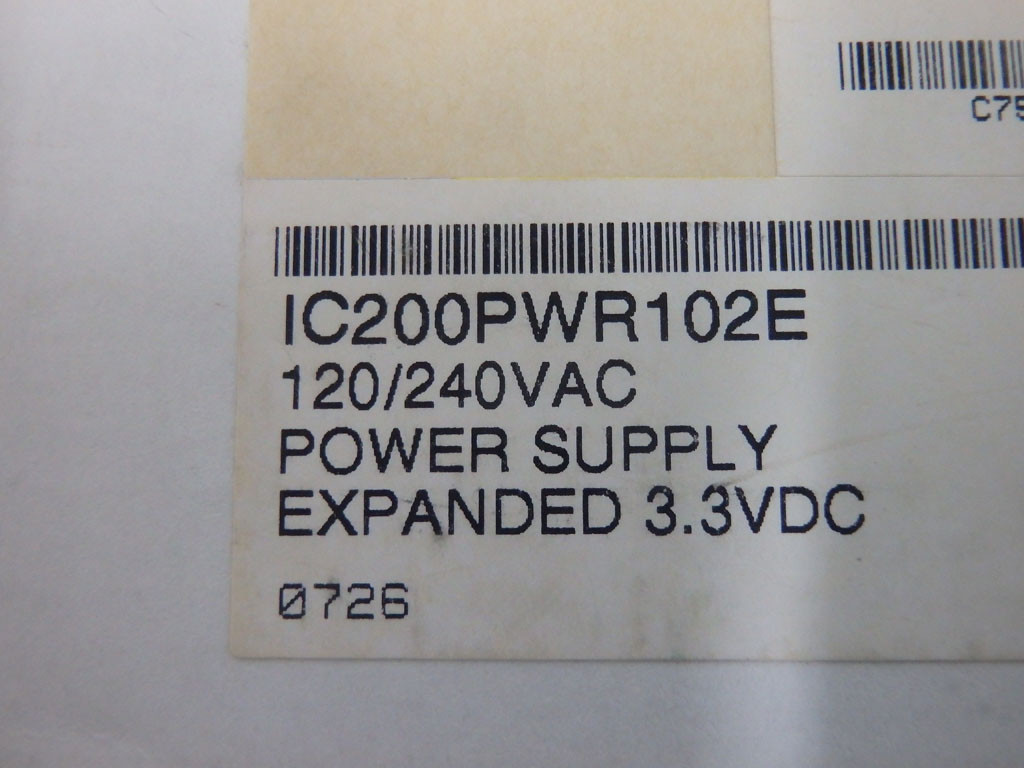 C75
IC200PWR102E
120/240VAC
POWER SUPPLY
EXPANDED 3.3VDC
0726